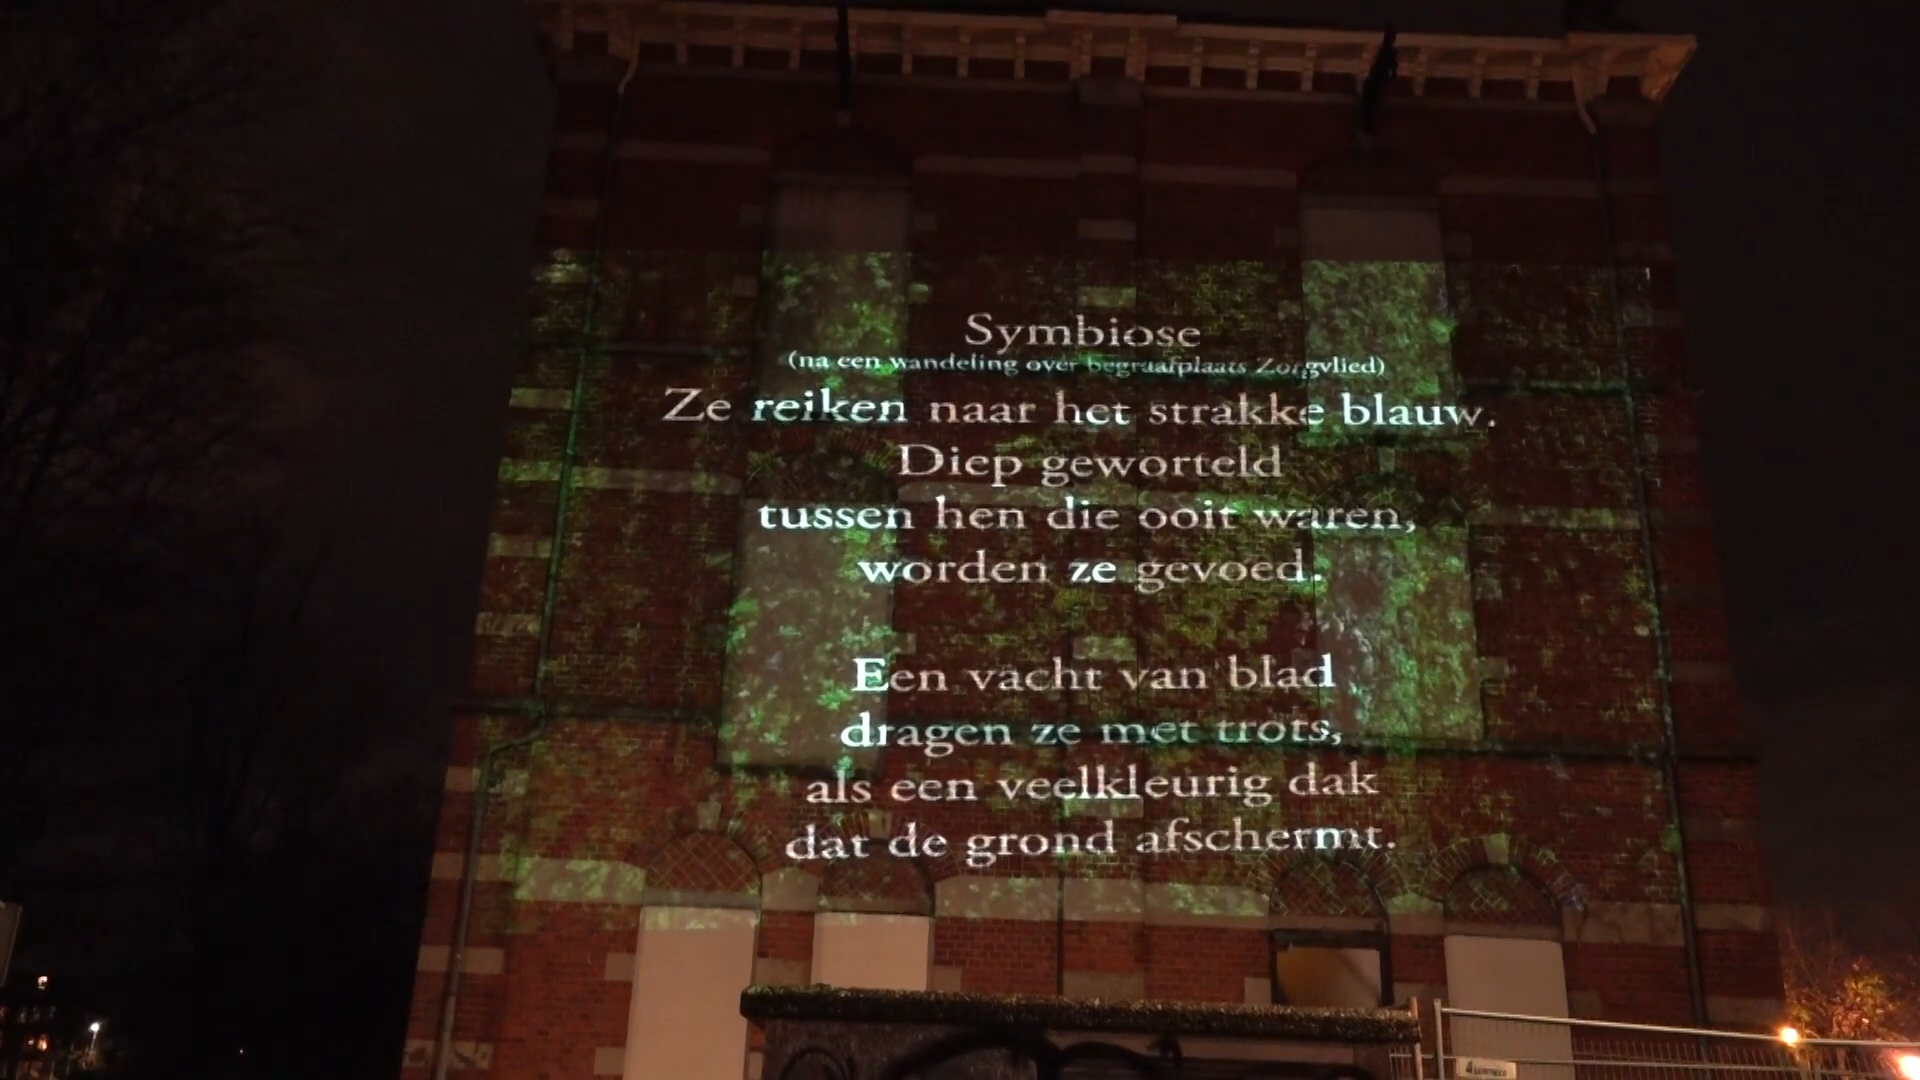 Symbiose
(na een wandeling over begraafplaats Zorgvlied)
Ze reiken naar het strakke blauw.
Diep geworteld
tussen hen die ooit waren,
worden ze gevoed.
Een vacht van blad
dragen ze met trots,
als een veelkleurig dak
dat de grond afschermt.